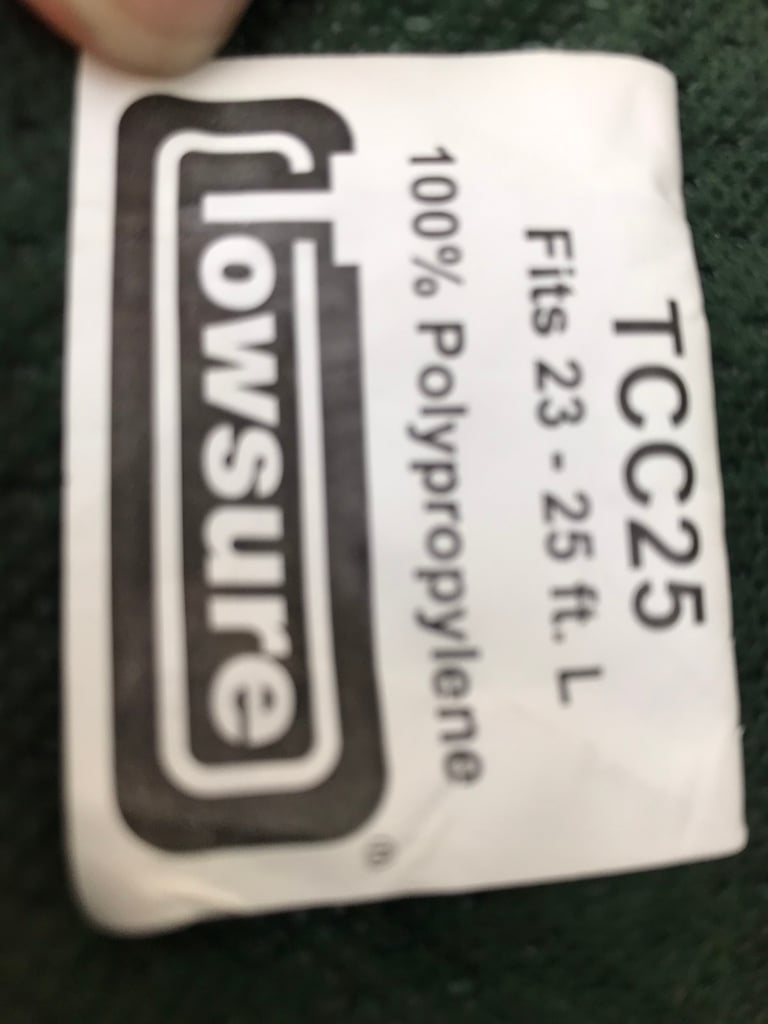 TCC25
Fits 23 - 25 ft. L
100% Polypropylene
Towsure
®